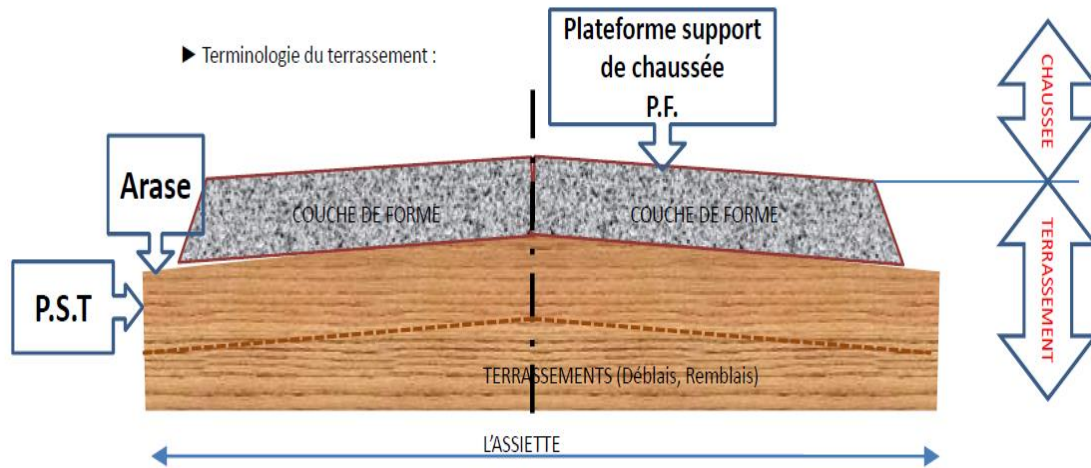 ► Terminologie du terrassement :
Plateforme support
de chaussée
P.F.
CHAUSSEE
Arase
COUCHE DE FORME
COUCHE DE FORME
TERRASSEMENT
P.S.T
TERRASSEMENTS (Déblais, Remblais)
L'ASSIETTE